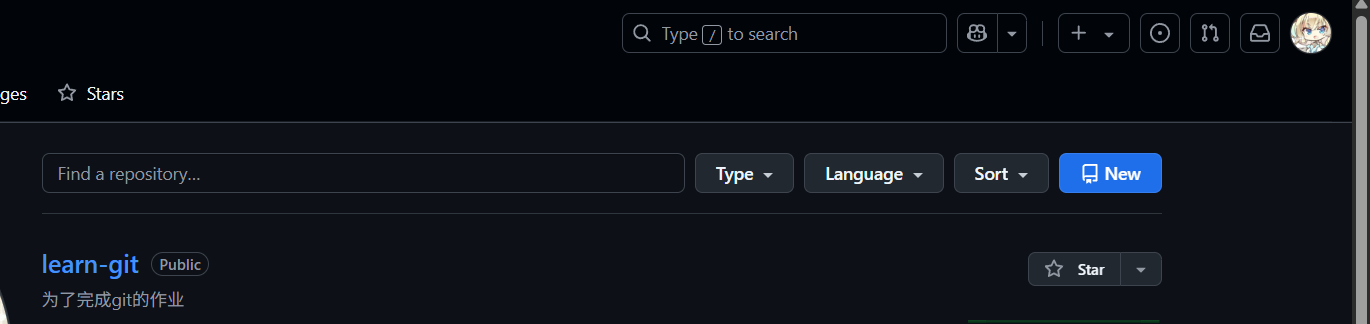 Type / to search
ges Stars
Find a repository... Type Language Sort New
learn-git Public Star
为了完成git的作业